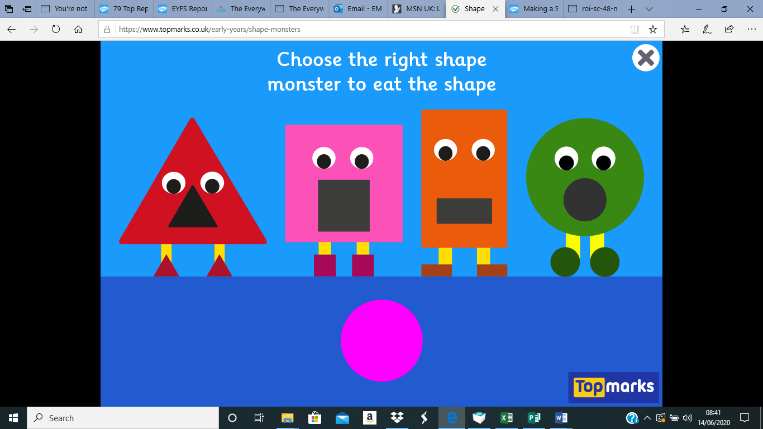 You're not
79 Top Rep
EYFS Repor
The Everyw
The Everyw
Email - EM
MSN UK: L
Shape
Making a S
roi-sc-48-n
https://www.topmarks.co.uk/early-years/shape-monsters
Choose the right shape
monster to eat the shape
Topmarks
Search
08:41
14/06/2020